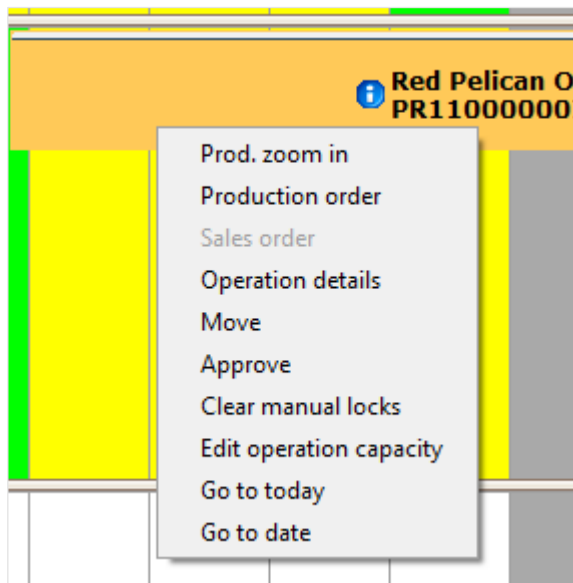 Red Pelican
PR11000000
Prod. zoom in
Production order
Sales order
Operation details
Move
Approve
Clear manual locks
Edit operation capacity
Go to today
Go to date